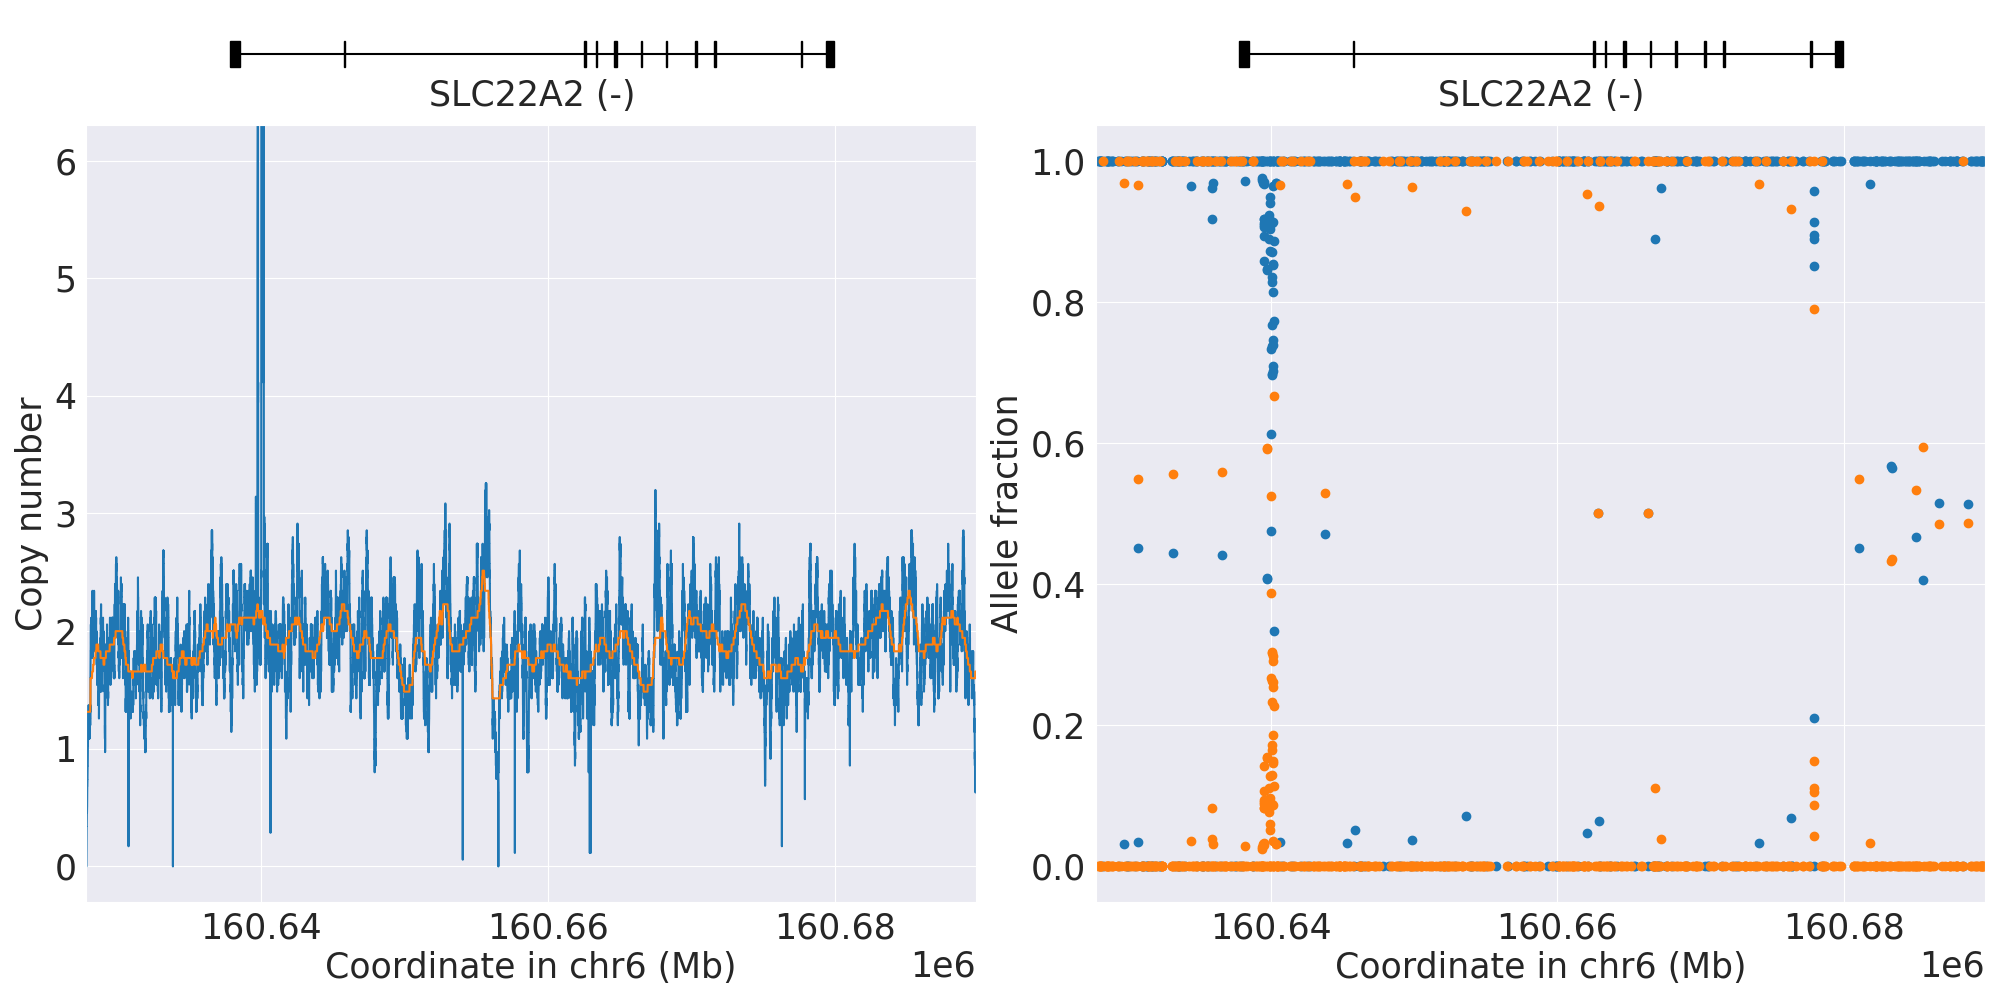 SLC22A2 (-)
Copy number
6
5
4
3
2
1
0
160.64 160.66 160.68
Coordinate in chr6 (Mb)
1e6
SLC22A2 (-)
Allele fraction
1.0
0.8
0.6
0.4
0.2
0.0
160.64 160.66 160.68
Coordinate in chr6 (Mb)
1e6